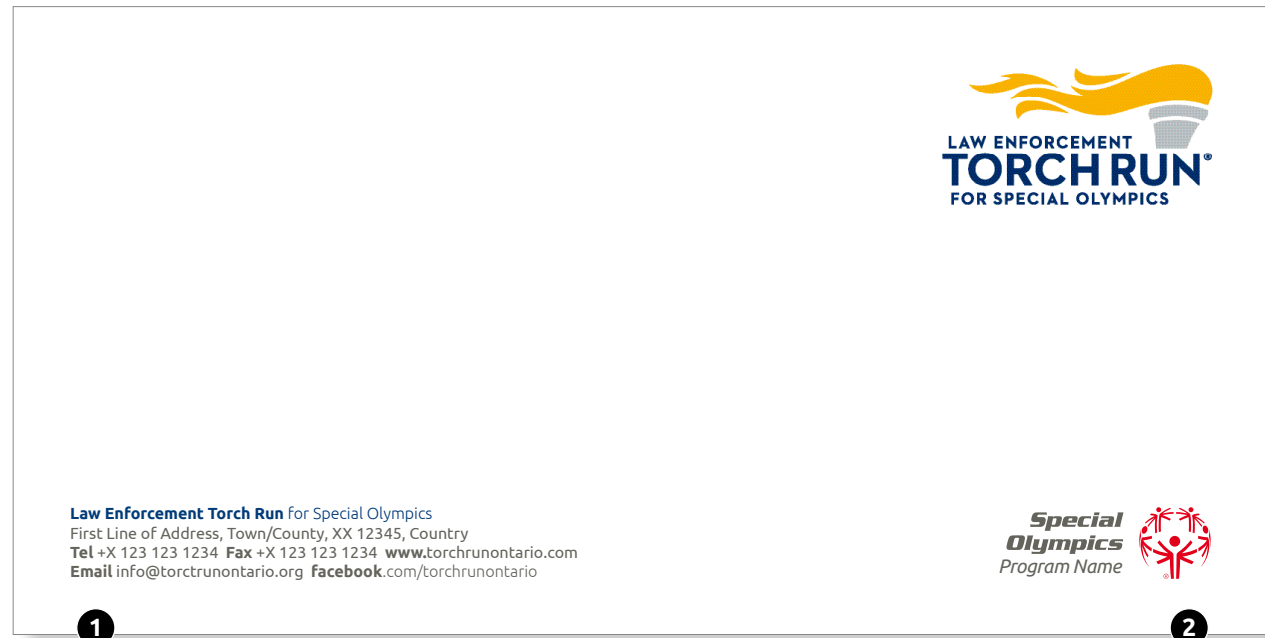 LAW ENFORCEMENT
TORCH RUN®
FOR SPECIAL OLYMPICS
Law Enforcement Torch Run for Special Olympics
First Line of Address, Town/County, XX 12345, Country
Tel +X 123 123 1234 Fax +X 123 123 1234 www.torchrunontario.com
Email info@torctrunontario.org facebook.com/torchrunontario
Special
Olympics
Program Name
®
1
2